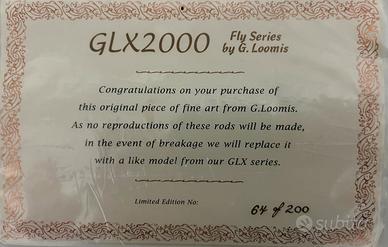 GLX2000 Fly Series
by G. Loomis
Congratulations on your purchase of
this original piece of fine art from G.Loomis.
As no reproductions of these rods will be made,
in the event of breakage we will replace it
with a like model from our GLX series.
Limited Edition No: 64 of 200
subito